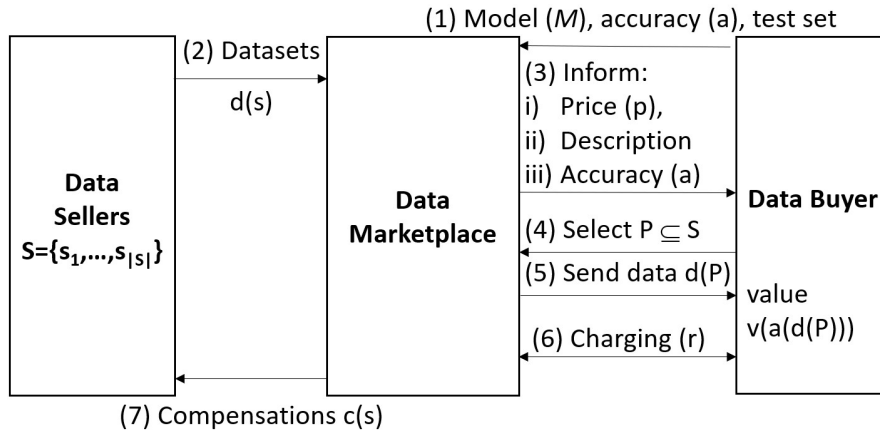 (1) Model (M), accuracy (a), test set
(2) Datasets
d(s)
(3) Inform:
i) Price (p),
ii) Description
iii) Accuracy (a)
Data
Sellers
S={s₁,...,s|S|}
Data
Marketplace
Data Buyer
(4) Select P ⊆ S
(5) Send data d(P)
value
v(a(d(P)))
(6) Charging (r)
(7) Compensations c(s)